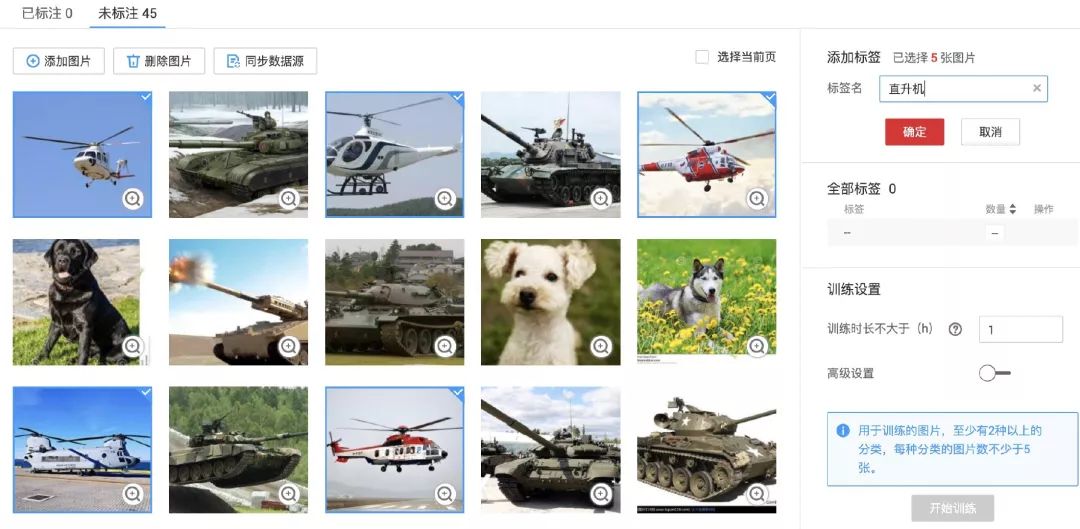 已标注 0 未标注 45
添加图片 删除图片 同步数据源 选择当前页
添加标签 已选择 5 张图片
标签名 直升机
确定 取消
全部标签 0
标签 数量 操作
-- --
训练设置
训练时长不大于（h） 1
高级设置
用于训练的图片，至少有2种以上的
分类，每种分类的图片数不少于5
张。
开始训练